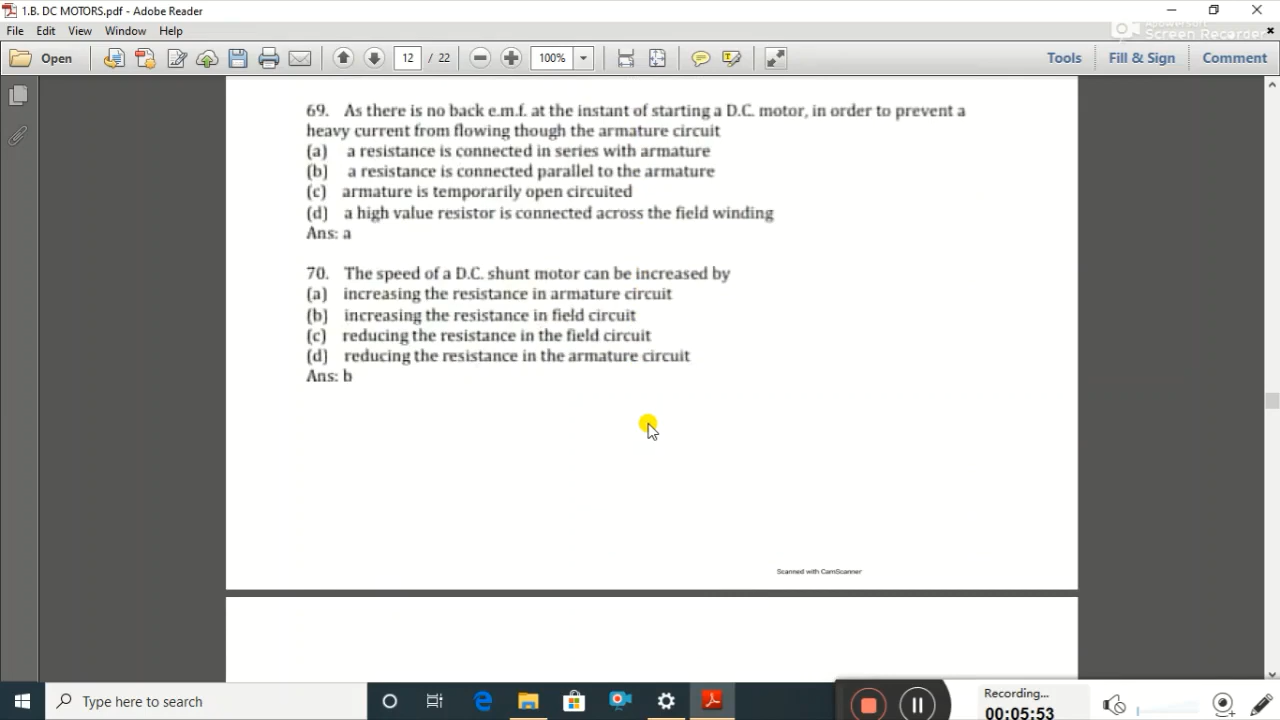 1.B. DC MOTORS.pdf - Adobe Reader
File Edit View Window Help
Screen Recorder
Open 12 / 22 100% Tools Fill & Sign Comment
69. As there is no back e.m.f. at the instant of starting a D.C. motor, in order to prevent a
heavy current from flowing though the armature circuit
(a) a resistance is connected in series with armature
(b) a resistance is connected parallel to the armature
(c) armature is temporarily open circuited
(d) a high value resistor is connected across the field winding
Ans: a
70. The speed of a D.C. shunt motor can be increased by
(a) increasing the resistance in armature circuit
(b) increasing the resistance in field circuit
(c) reducing the resistance in the field circuit
(d) reducing the resistance in the armature circuit
Ans: b
Scanned with CamScanner
Type here to search
Recording...
00:05:53